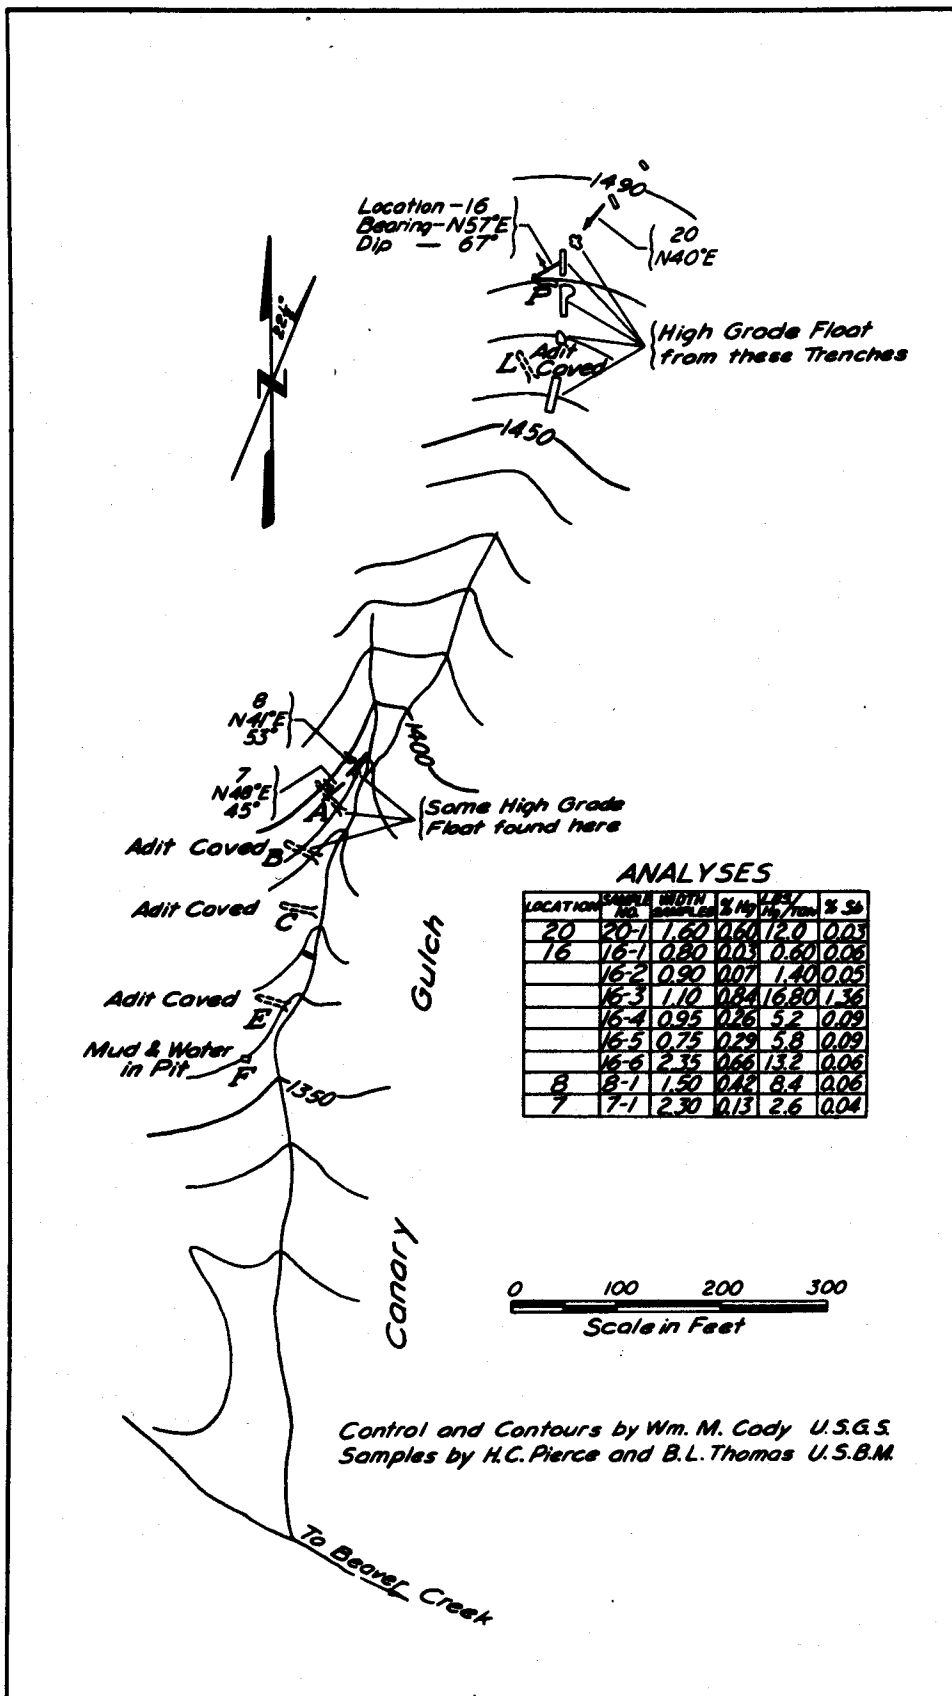 1490
Location-16
Bearing-N57°E
Dip — 67°
20
N40°E
22½°
N
P
High Grade Float
from these Trenches
L
Adit
Caved
1450
8
N41°E
53°
1400
7
N48°E
45°
A
Some High Grade
Float found here
Adit Caved
B
Adit Caved
C
Gulch
Adit Caved
E
Mud & Water
in Pit
F
1350
Canary
ANALYSES
LOCATION SAMPLE NO. WIDTH SAMPLED % Hg LBS/ Hg/TON % Sb
20 20-1 1.60 0.60 12.0 0.03
16 16-1 0.80 0.03 0.60 0.06
16-2 0.90 0.07 1.40 0.05
16-3 1.10 0.84 16.80 1.36
16-4 0.95 0.26 5.2 0.09
16-5 0.75 0.29 5.8 0.09
16-6 2.35 0.66 13.2 0.06
8 8-1 1.50 0.42 8.4 0.06
7 7-1 2.30 0.13 2.6 0.04
0 100 200 300
Scale in Feet
Control and Contours by Wm. M. Cady U.S.G.S.
Samples by H.C. Pierce and B.L. Thomas U.S.B.M.
To Beaver Creek